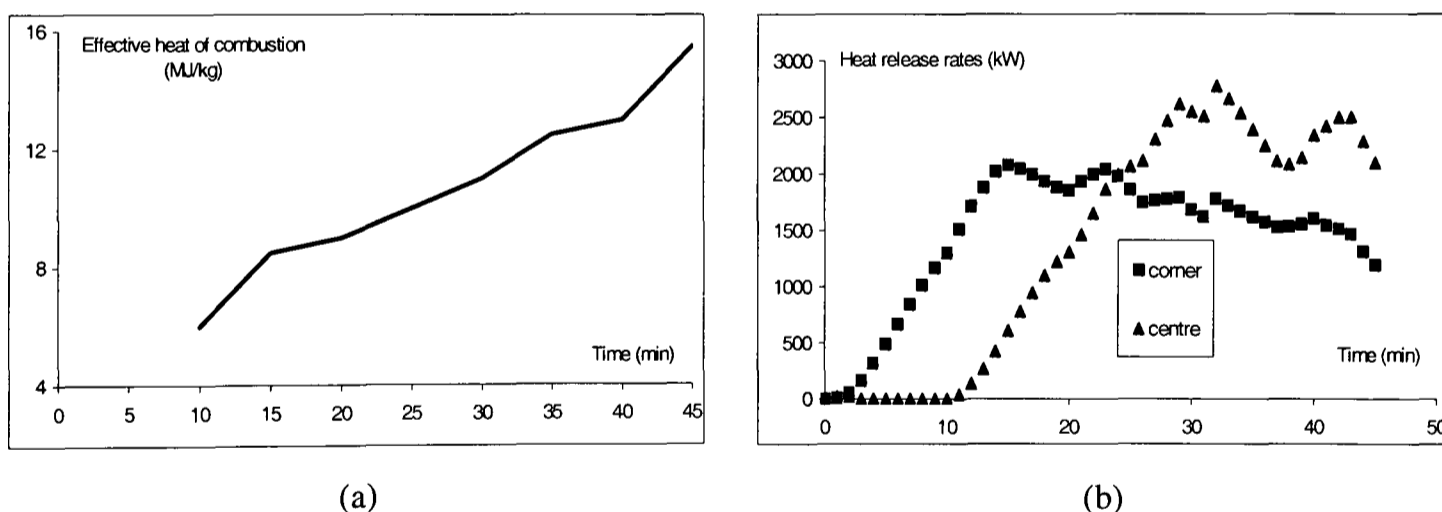 Effective heat of combustion
(MJ/kg)
16
12
8
4
Time (min)
0 5 10 15 20 25 30 35 40 45
(a)
Heat release rates (kW)
3000
2500
2000
1500
1000
500
0
corner
centre
Time (min)
0 10 20 30 40 50
(b)